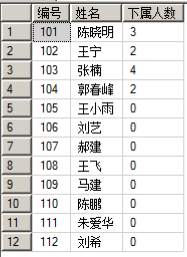 编号 姓名 下属人数
1 101 陈晓明 3
2 102 王宁 2
3 103 张楠 4
4 104 郭春峰 2
5 105 王小雨 0
6 106 刘艺 0
7 107 郝建 0
8 108 王飞 0
9 109 马建 0
10 110 陈鹏 0
11 111 朱爱华 0
12 112 刘希 0